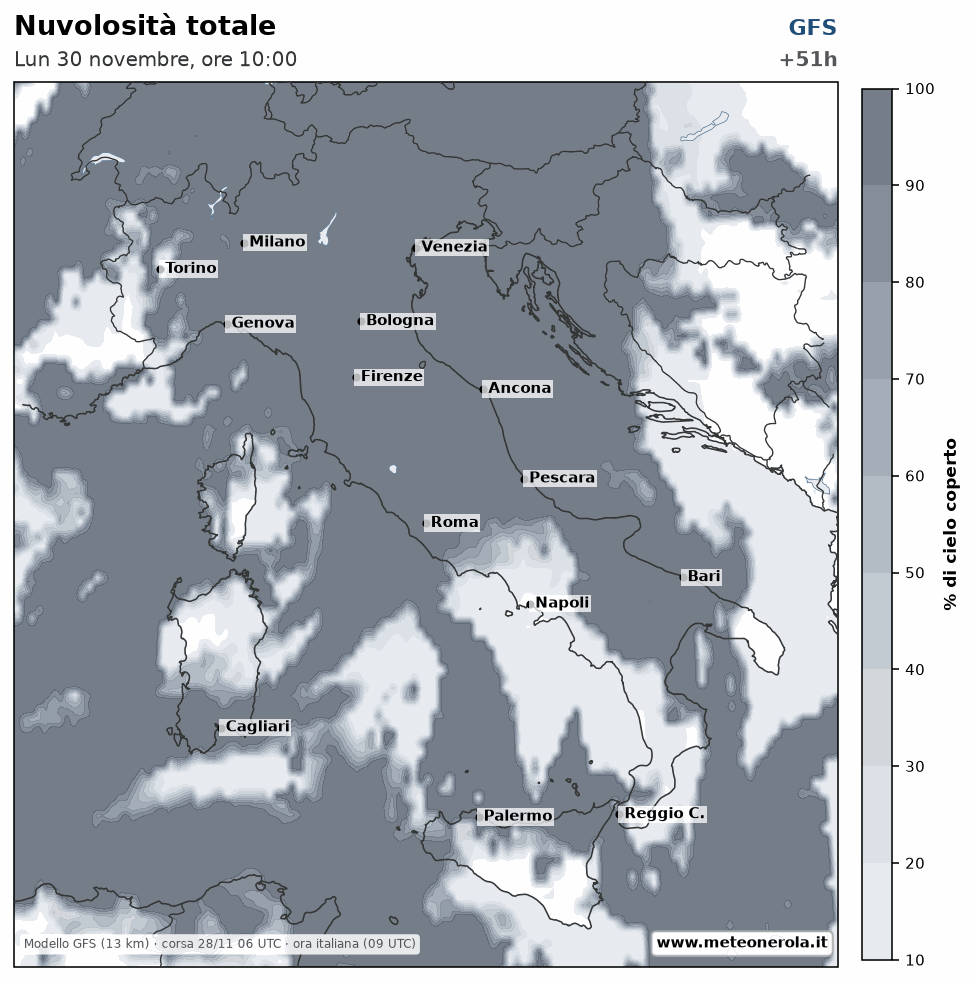 Nuvolosità totale
GFS
Lun 30 novembre, ore 10:00
+51h
Milano
Venezia
Torino
Genova
Bologna
Firenze
Ancona
Pescara
Roma
Bari
Napoli
Cagliari
Palermo
Reggio C.
100
90
80
70
60
50
40
30
20
10
% di cielo coperto
Modello GFS (13 km) · corsa 28/11 06 UTC · ora italiana (09 UTC)
www.meteonerola.it